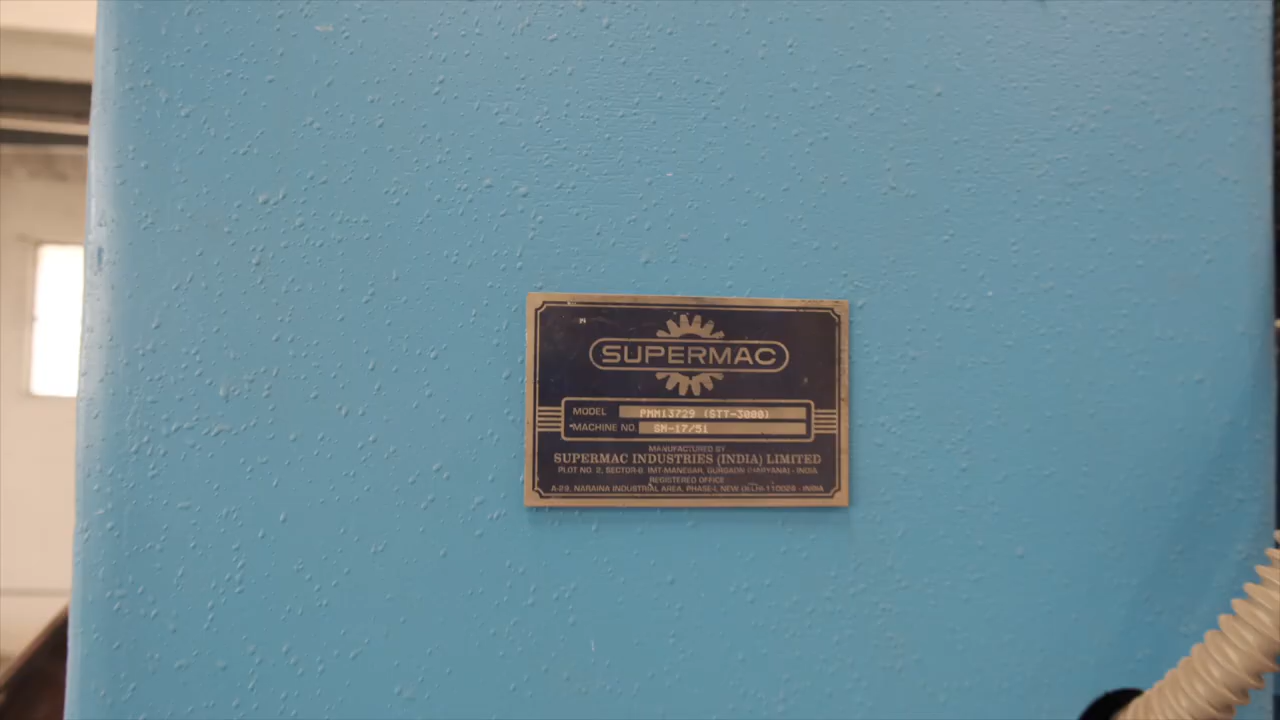 SUPERMAC
MODEL PMM13729 (STT-3000)
MACHINE NO. SM-17/51
MANUFACTURED BY
SUPERMAC INDUSTRIES (INDIA) LIMITED
PLOT NO. 2, SECTOR-8, IMT MANESAR, GURGAON (HARYANA) - INDIA
REGISTERED OFFICE
A-29, NARAINA INDUSTRIAL AREA, PHASE-I, NEW DELHI-110028 - INDIA